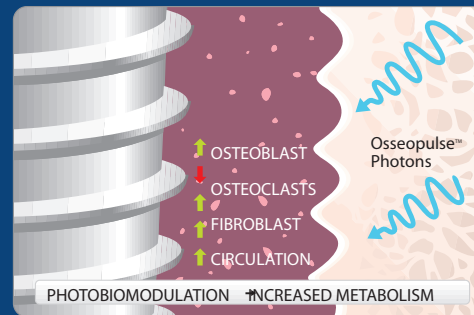 OSTEOBLAST
OSTEOCLASTS
FIBROBLAST
CIRCULATION
Osseopulse™
Photons
PHOTOBIOMODULATION → INCREASED METABOLISM